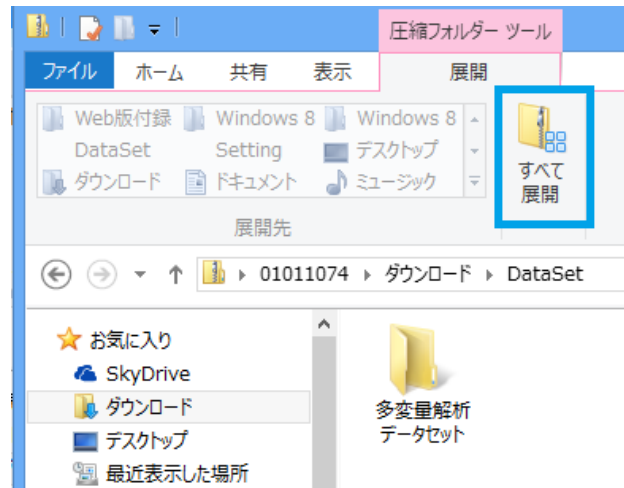 圧縮フォルダー ツール
ファイル ホーム 共有 表示 展開
Web版付録 Windows 8 Windows 8
DataSet Setting デスクトップ
ダウンロード ドキュメント ミュージック
すべて
展開
展開先
01011074 ダウンロード DataSet
お気に入り
SkyDrive
ダウンロード
デスクトップ
最近表示した場所
多変量解析
データセット